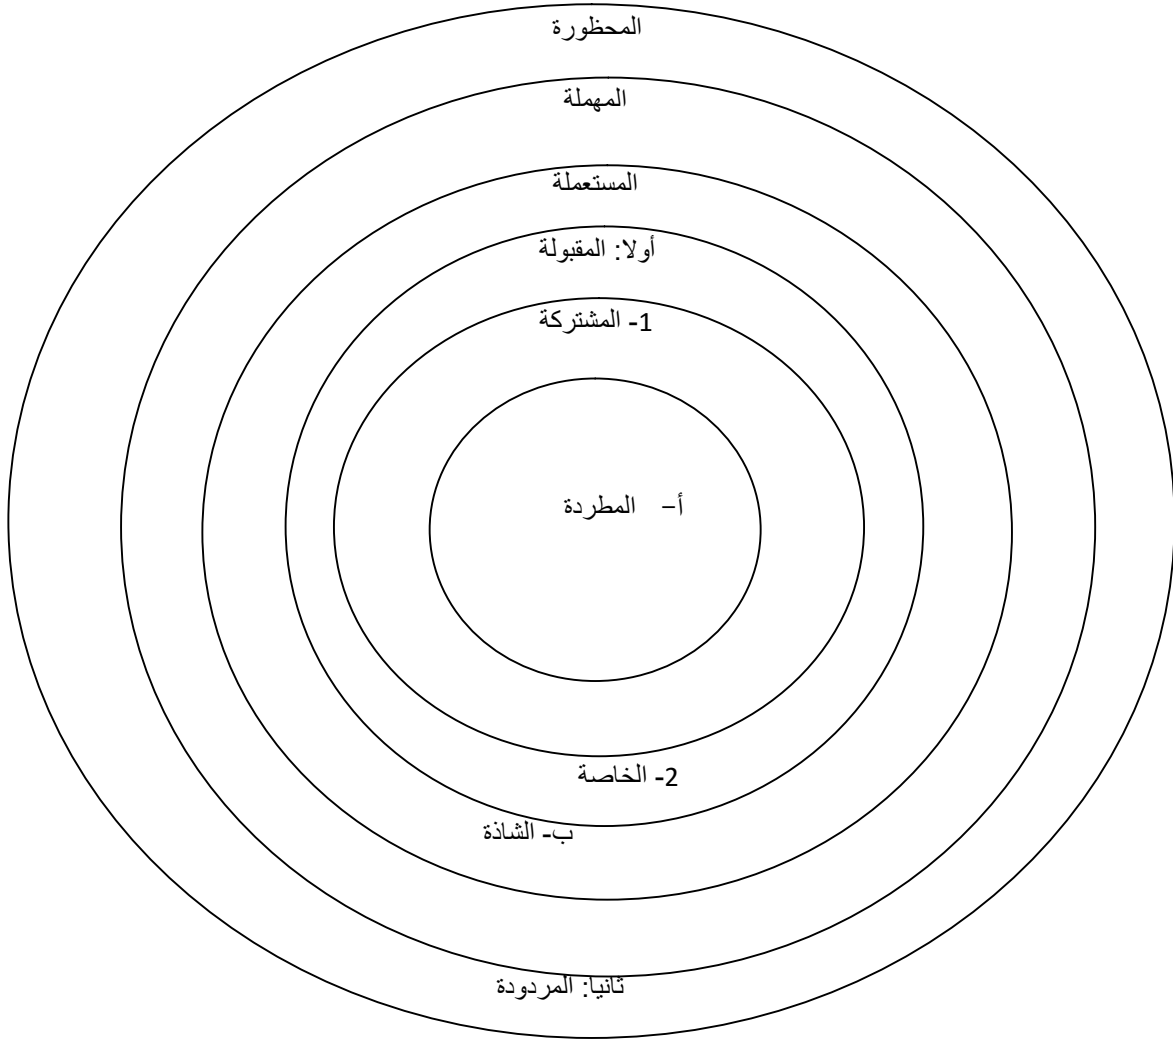 المحظورة
المهملة
المستعملة
أولا: المقبولة
1- المشتركة
أ- المطردة
2- الخاصة
ب- الشاذة
ثانيا: المردودة